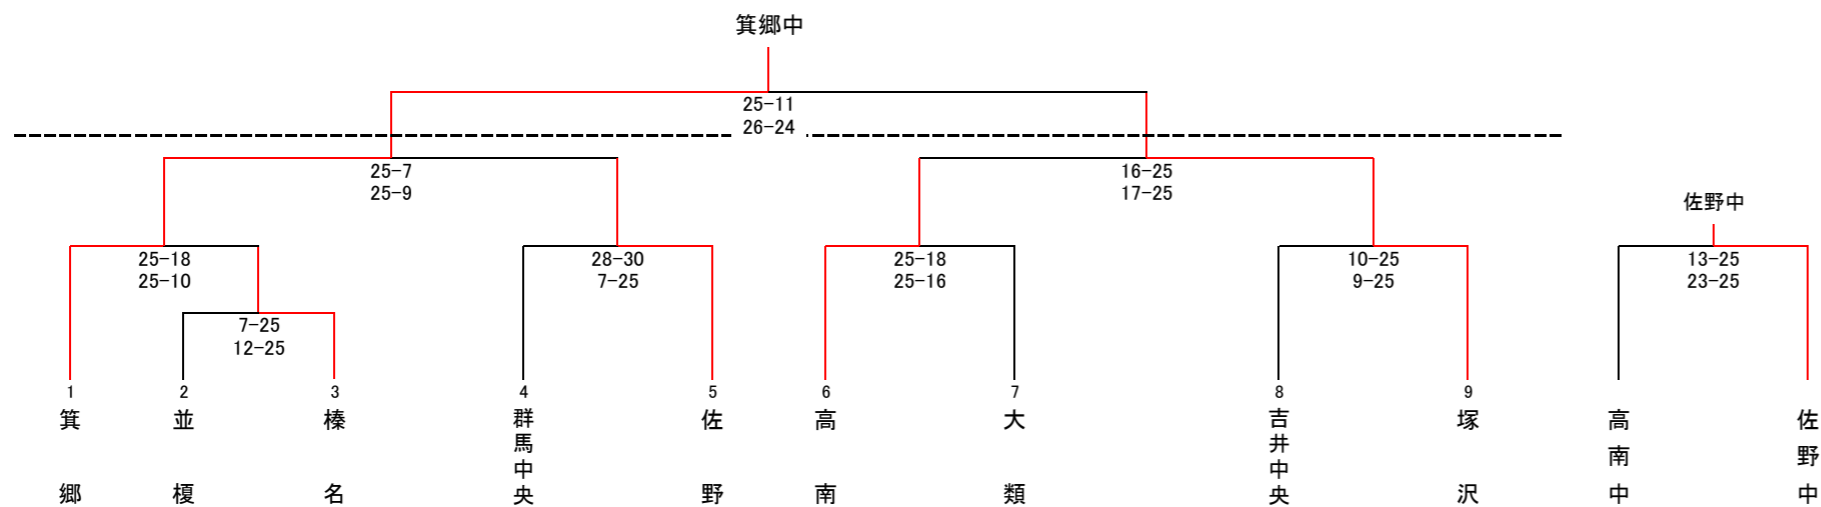 箕郷中
25-11
26-24
25-7
25-9
16-25
17-25
佐野中
25-18
25-10
28-30
7-25
25-18
25-16
10-25
9-25
13-25
23-25
7-25
12-25
1
2
3
4
5
6
7
8
9
箕郷
並榎
榛名
群馬中央
佐野
高南
大類
吉井中央
塚沢
高南中
佐野中